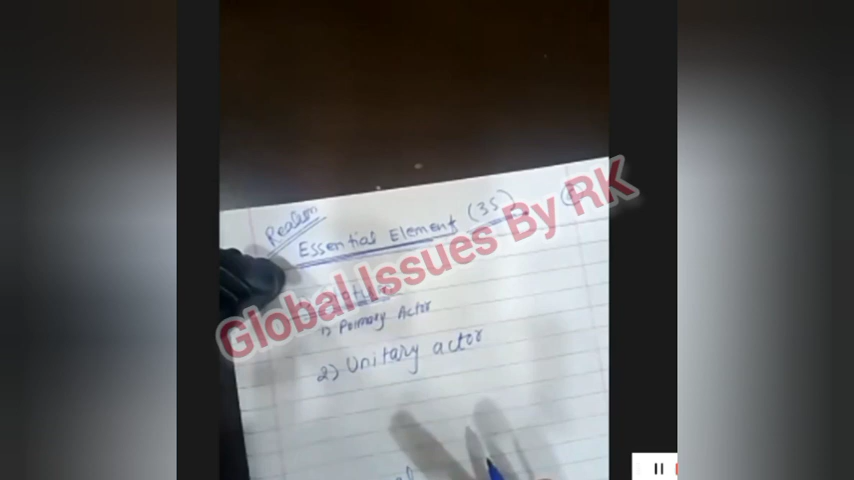 Realism
Essential Element (3S)
1) Primary Actor
2) Unitary actor
Global Issues By RK